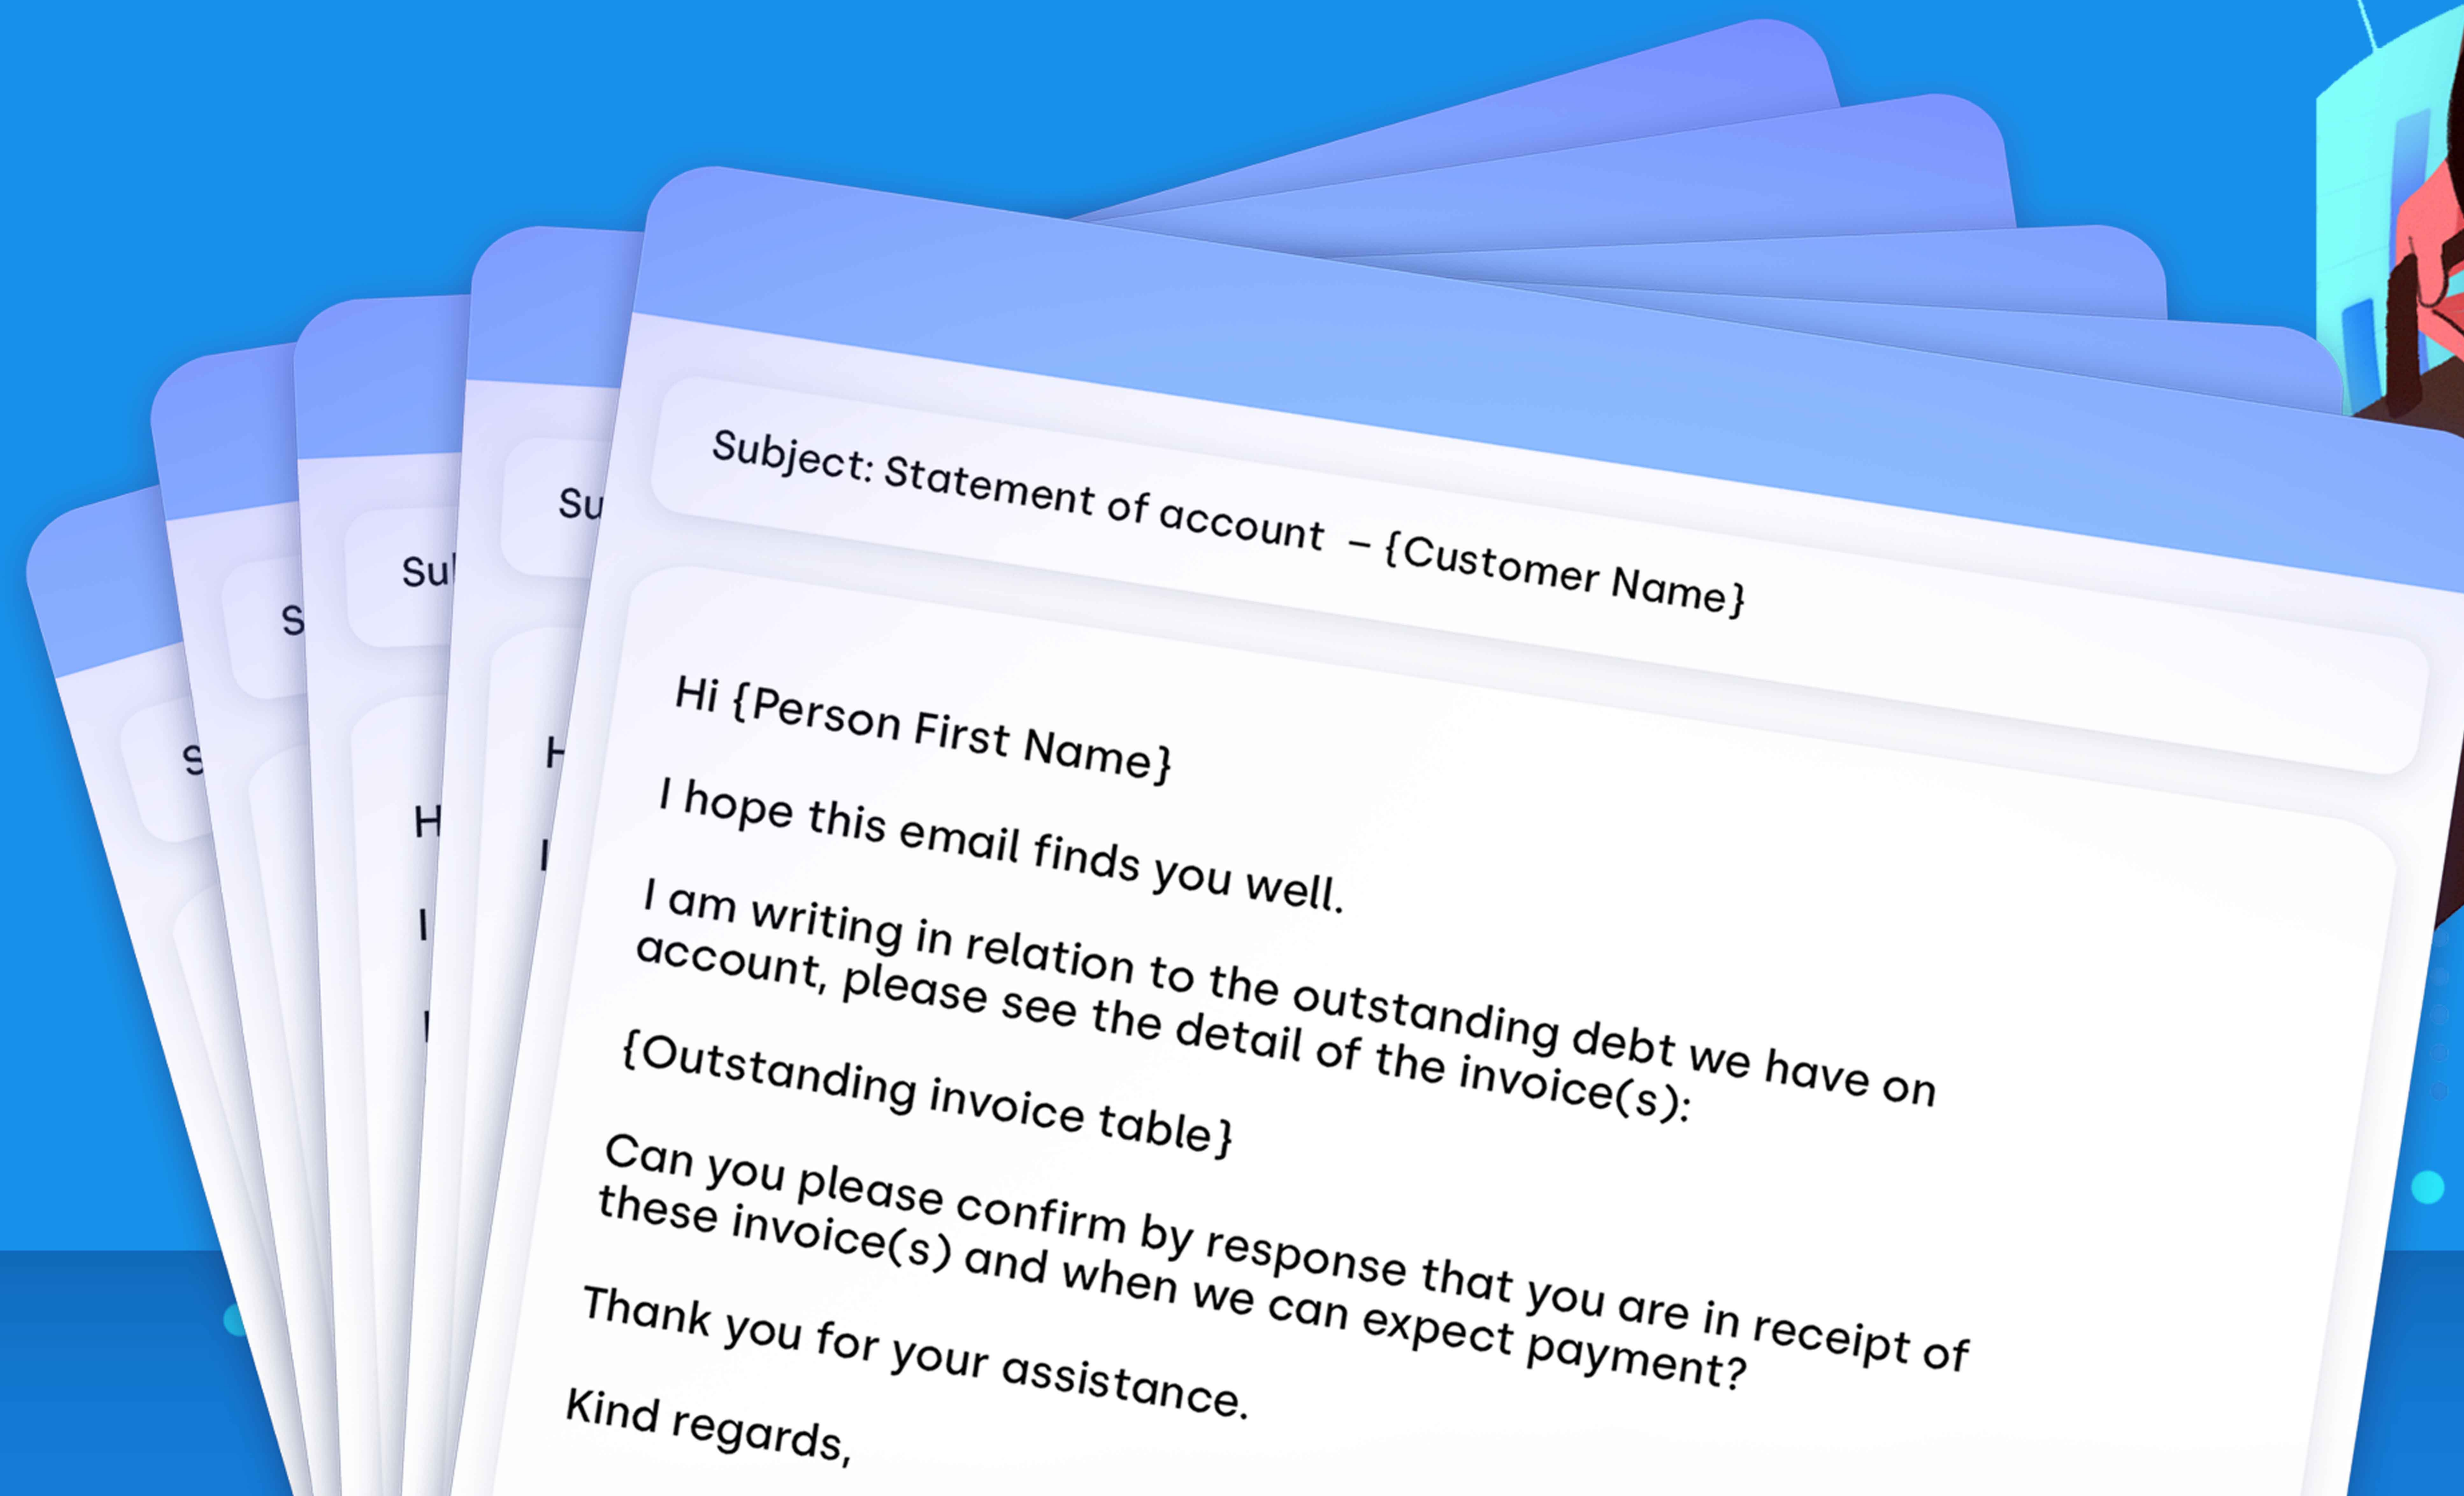 Subject: Statement of account – {Customer Name}
Hi {Person First Name}
I hope this email finds you well.
I am writing in relation to the outstanding debt we have on
account, please see the detail of the invoice(s):
{Outstanding invoice table}
Can you please confirm by response that you are in receipt of
these invoice(s) and when we can expect payment?
Thank you for your assistance.
Kind regards,